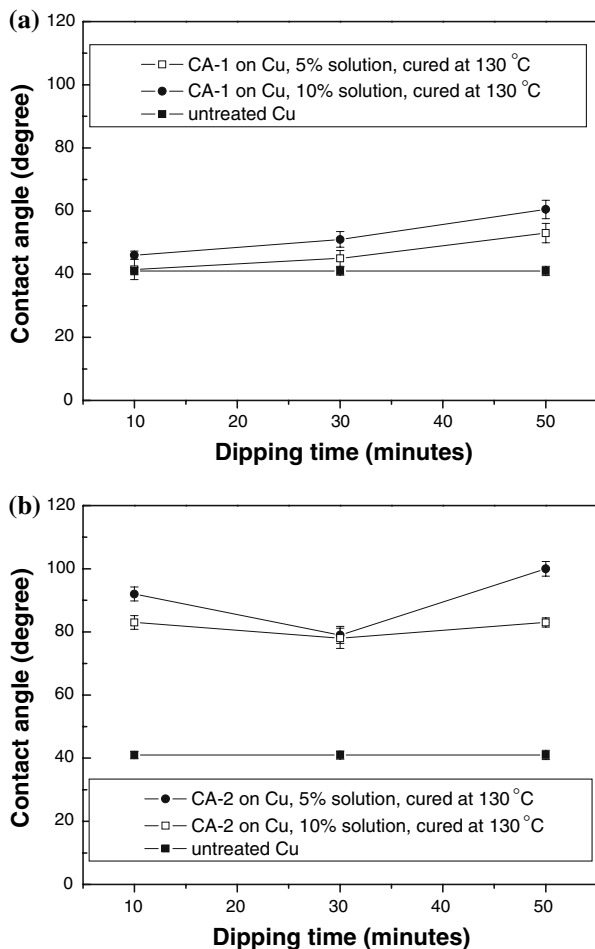 (a)
120
100
80
60
40
20
0
CA-1 on Cu, 5% solution, cured at 130 °C
CA-1 on Cu, 10% solution, cured at 130 °C
untreated Cu
Contact angle (degree)
10 20 30 40 50
Dipping time (minutes)
(b)
120
100
80
60
40
20
0
Contact angle (degree)
CA-2 on Cu, 5% solution, cured at 130 °C
CA-2 on Cu, 10% solution, cured at 130 °C
untreated Cu
10 20 30 40 50
Dipping time (minutes)